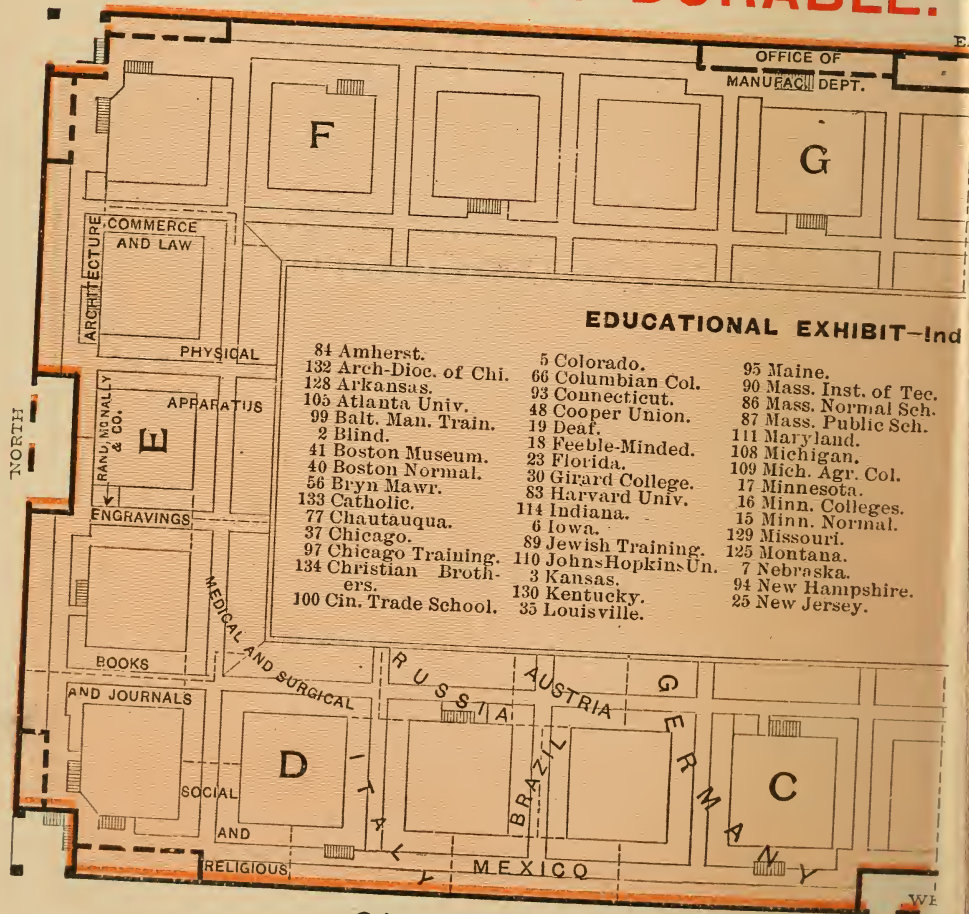 DURABLE.
OFFICE OF
MANUFAC. DEPT.
F
G
COMMERCE
AND LAW
ARCHITECTURE
PHYSICAL
APPARATUS
RAND, MCNALLY
& CO.
E
NORTH
ENGRAVINGS
EDUCATIONAL EXHIBIT—Ind
84 Amherst.
132 Arch-Dioc. of Chi.
128 Arkansas.
105 Atlanta Univ.
99 Balt. Man. Train.
2 Blind.
41 Boston Museum.
40 Boston Normal.
56 Bryn Mawr.
133 Catholic.
77 Chautauqua.
37 Chicago.
97 Chicago Training.
134 Christian Broth-
ers.
100 Cin. Trade School.
5 Colorado.
66 Columbian Col.
93 Connecticut.
48 Cooper Union.
19 Deaf.
18 Feeble-Minded.
23 Florida.
30 Girard College.
83 Harvard Univ.
114 Indiana.
6 Iowa.
89 Jewish Training.
110 Johns Hopkins Un.
3 Kansas.
130 Kentucky.
35 Louisville.
95 Maine.
90 Mass. Inst. of Tec.
86 Mass. Normal Sch.
87 Mass. Public Sch.
111 Maryland.
108 Michigan.
109 Mich. Agr. Col.
17 Minnesota.
16 Minn. Colleges.
15 Minn. Normal.
129 Missouri.
125 Montana.
7 Nebraska.
94 New Hampshire.
25 New Jersey.
MEDICAL AND SURGICAL
BOOKS
AND JOURNALS
RUSSIA
AUSTRIA
GERMANY
D
ITALY
BRAZIL
C
SOCIAL
AND
RELIGIOUS
MEXICO
WE